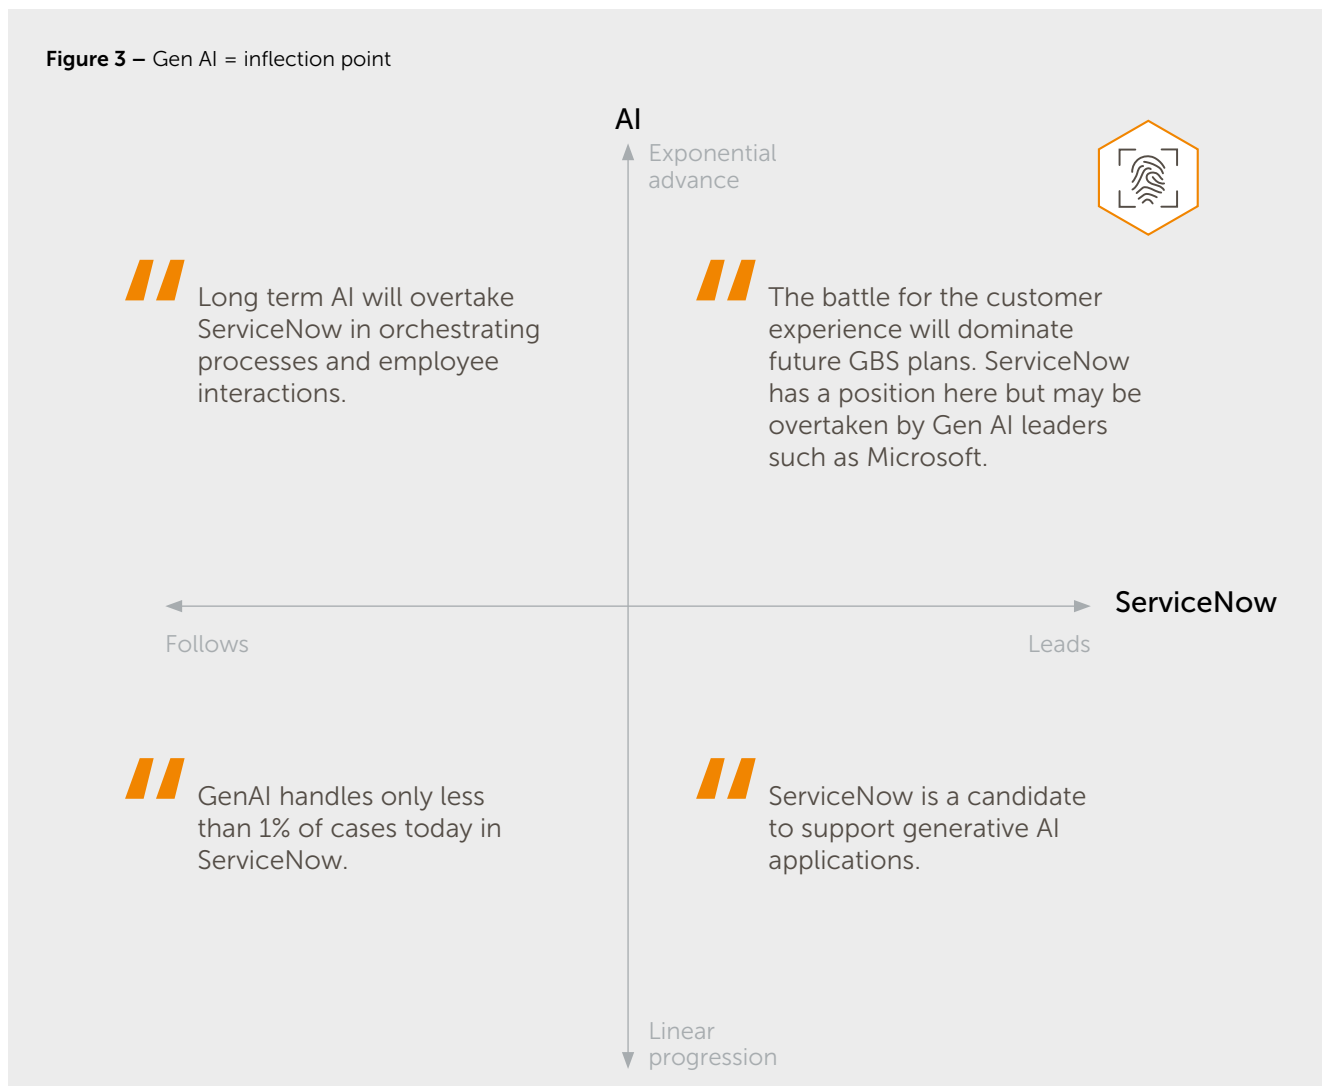 Figure 3 – Gen AI = inflection point
AI
Exponential
advance
Long term AI will overtake
ServiceNow in orchestrating
processes and employee
interactions.
The battle for the customer
experience will dominate
future GBS plans. ServiceNow
has a position here but may be
overtaken by Gen AI leaders
such as Microsoft.
ServiceNow
Follows
Leads
GenAI handles only less
than 1% of cases today in
ServiceNow.
ServiceNow is a candidate
to support generative AI
applications.
Linear
progression